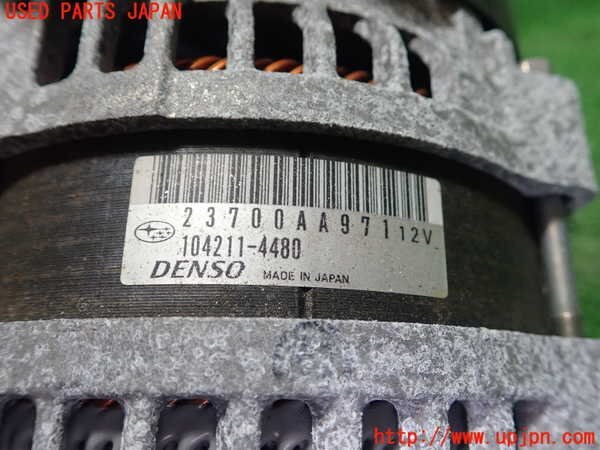 USED PARTS JAPAN
23700AA971 12V
104211-4480
DENSO MADE IN JAPAN
http://www.upjpn.com/